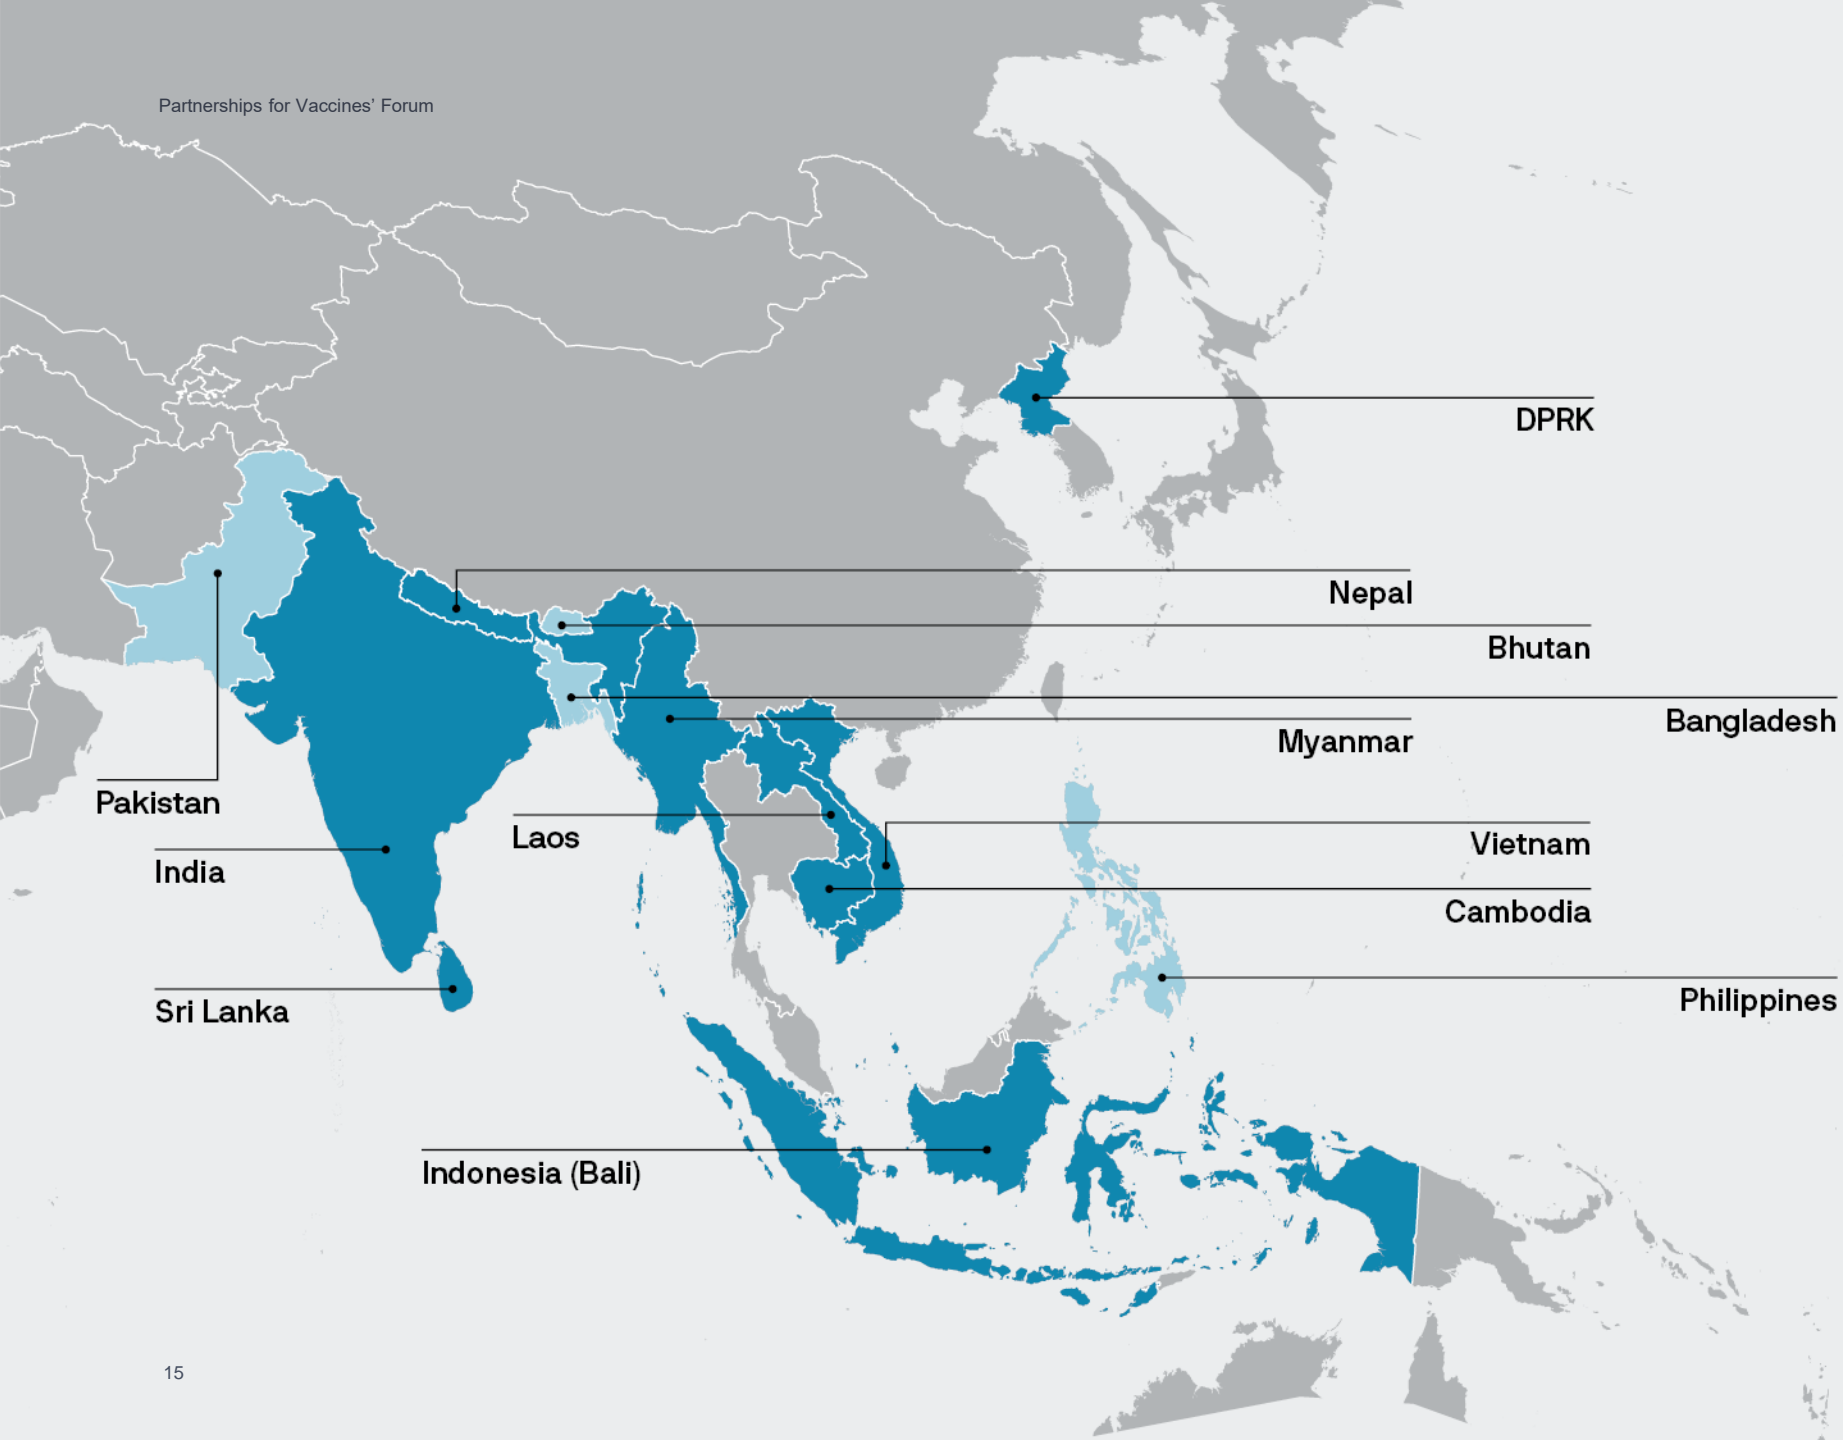 Partnerships for Vaccines’ Forum
DPRK
Nepal
Bhutan
Bangladesh
Myanmar
Pakistan
Laos
Vietnam
India
Cambodia
Sri Lanka
Philippines
Indonesia (Bali)
15